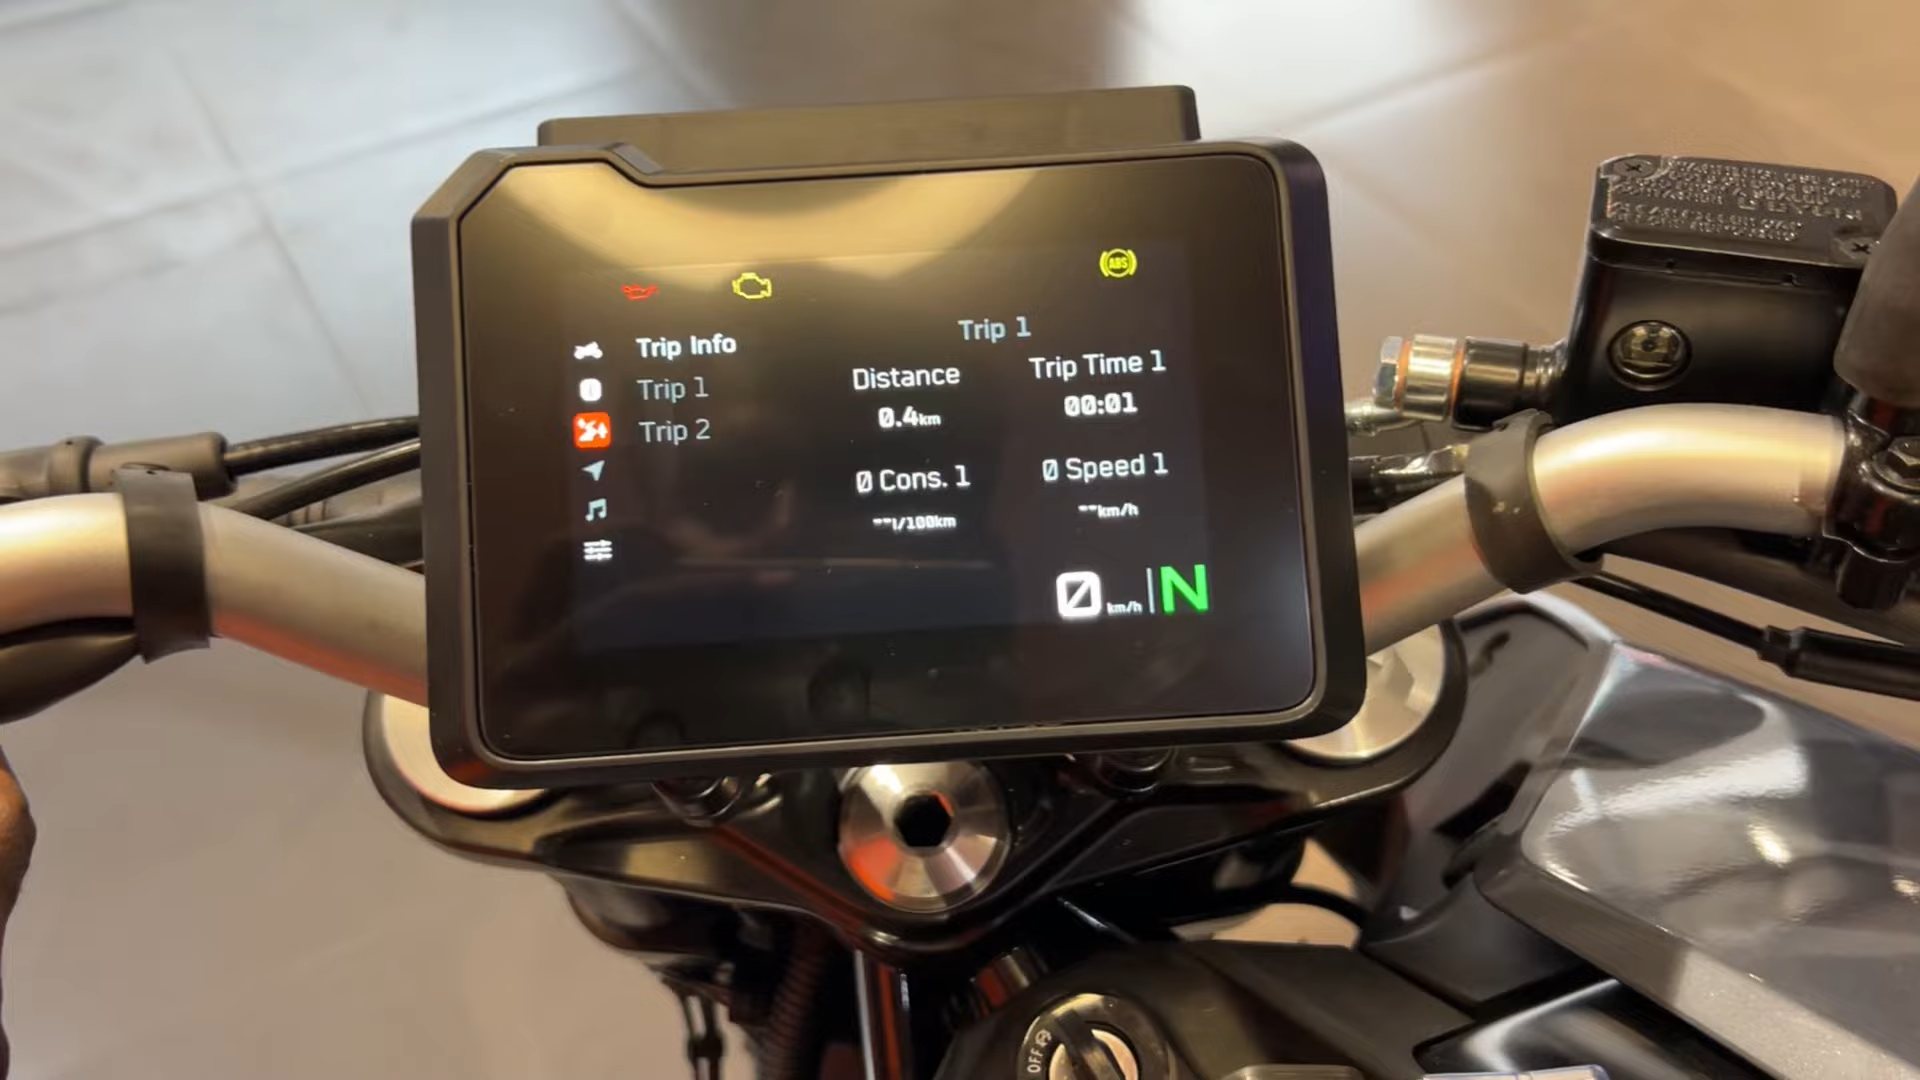 ABS
Trip Info
Trip 1
Trip 2
Trip 1
Distance
0.4km
Trip Time 1
00:01
Ø Cons. 1
--l/100km
Ø Speed 1
--km/h
0 km/h | N
OFF